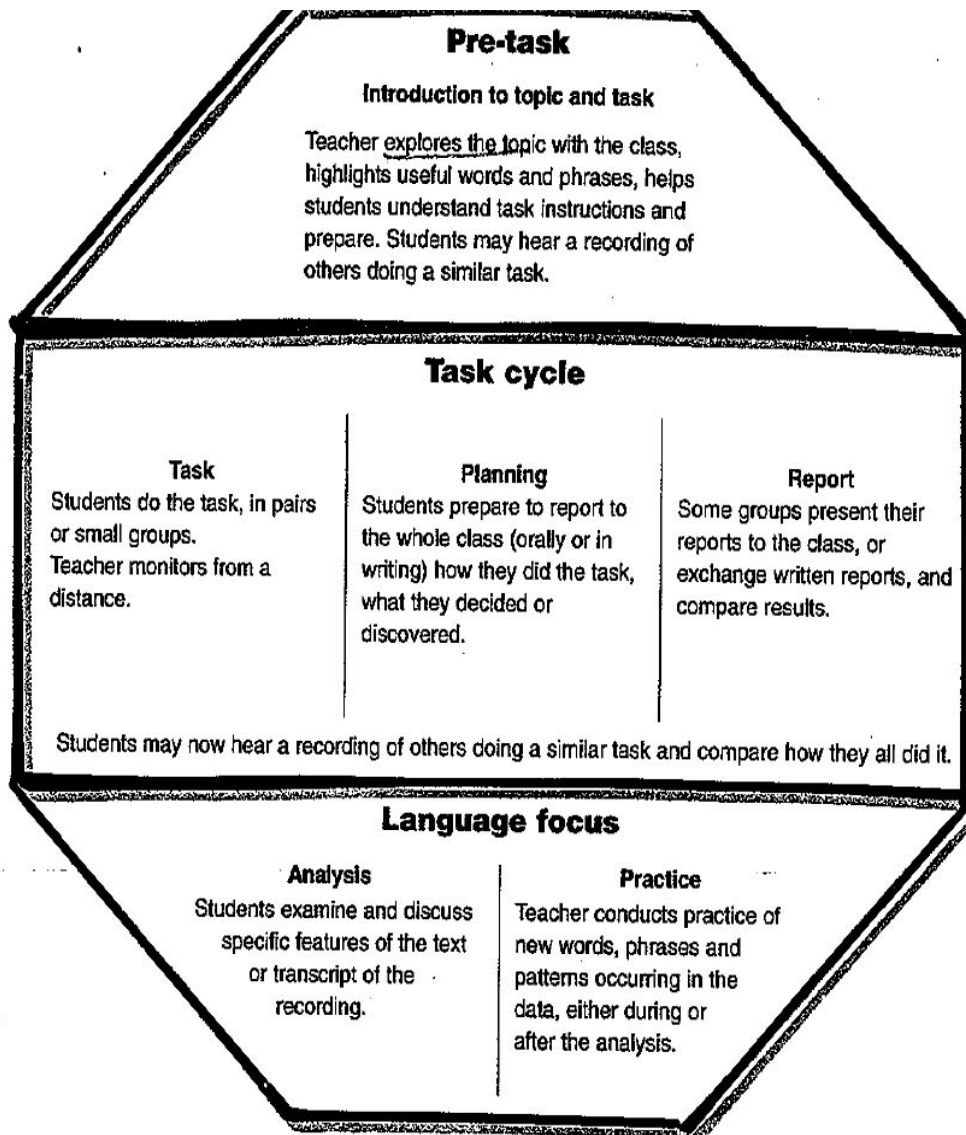 Pre-task
Introduction to topic and task
Teacher explores the topic with the class,
highlights useful words and phrases, helps
students understand task instructions and
prepare. Students may hear a recording of
others doing a similar task.
Task cycle
Task
Students do the task, in pairs
or small groups.
Teacher monitors from a
distance.
Planning
Students prepare to report to
the whole class (orally or in
writing) how they did the task,
what they decided or
discovered.
Report
Some groups present their
reports to the class, or
exchange written reports, and
compare results.
Students may now hear a recording of others doing a similar task and compare how they all did it.
Language focus
Analysis
Students examine and discuss
specific features of the text
or transcript of the
recording.
Practice
Teacher conducts practice of
new words, phrases and
patterns occurring in the
data, either during or
after the analysis.